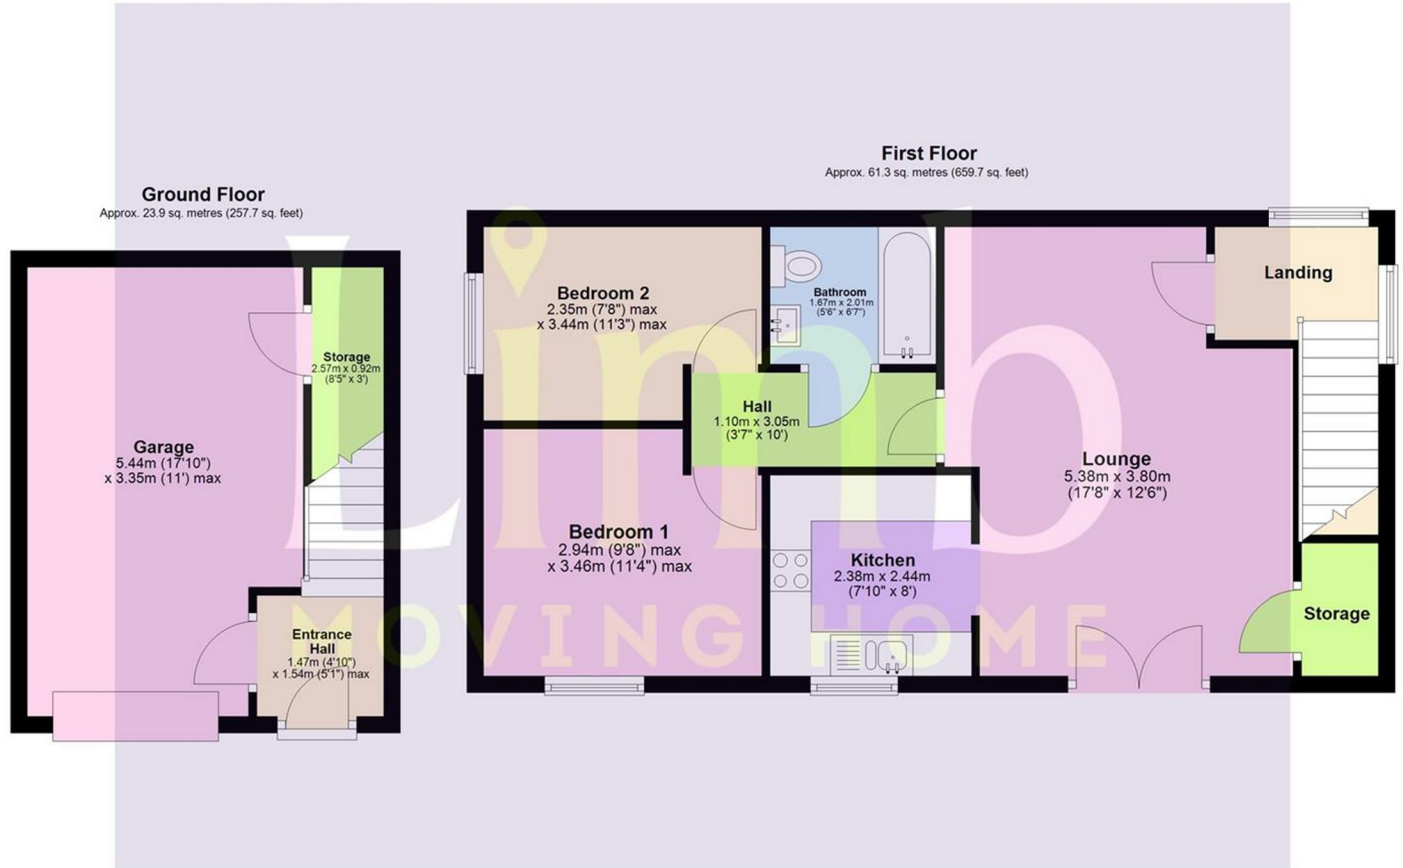 Ground Floor
Approx. 23.9 sq. metres (257.7 sq. feet)
Storage
2.57m x 0.92m
(8'5" x 3')
Garage
5.44m (17'10")
x 3.35m (11') max
Entrance
Hall
1.47m (4'10")
x 1.54m (5'1") max
First Floor
Approx. 61.3 sq. metres (659.7 sq. feet)
Bedroom 2
2.35m (7'8") max
x 3.44m (11'3") max
Bathroom
1.67m x 2.01m
(5'6" x 6'7")
Landing
Hall
1.10m x 3.05m
(3'7" x 10')
Lounge
5.38m x 3.80m
(17'8" x 12'6")
Bedroom 1
2.94m (9'8") max
x 3.46m (11'4") max
Kitchen
2.38m x 2.44m
(7'10" x 8')
Storage
Limb
MOVING HOME